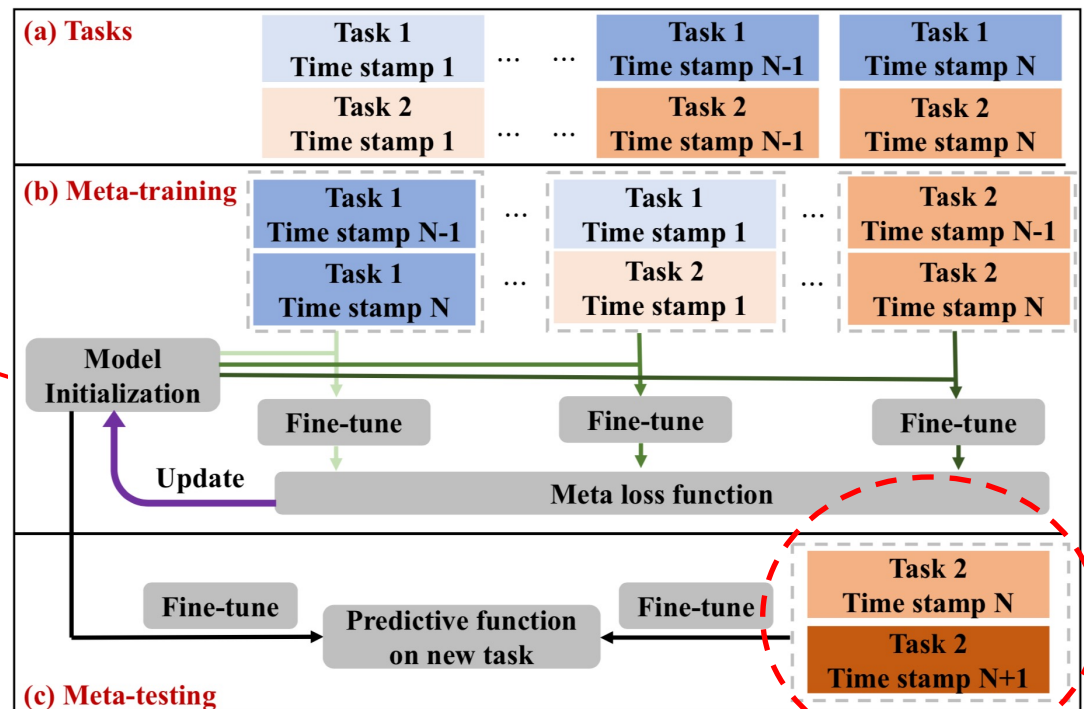 (a) Tasks
Task 1
Time stamp 1
... ...
Task 1
Time stamp N-1
Task 1
Time stamp N
Task 2
Time stamp 1
... ...
Task 2
Time stamp N-1
Task 2
Time stamp N
(b) Meta-training
Task 1
Time stamp N-1
...
Task 1
Time stamp 1
...
Task 2
Time stamp N-1
Task 1
Time stamp N
...
Task 2
Time stamp 1
...
Task 2
Time stamp N
Model
Initialization
Fine-tune
Fine-tune
Fine-tune
Update
Meta loss function
Task 2
Time stamp N
Fine-tune
Predictive function
on new task
Fine-tune
Task 2
Time stamp N+1
(c) Meta-testing